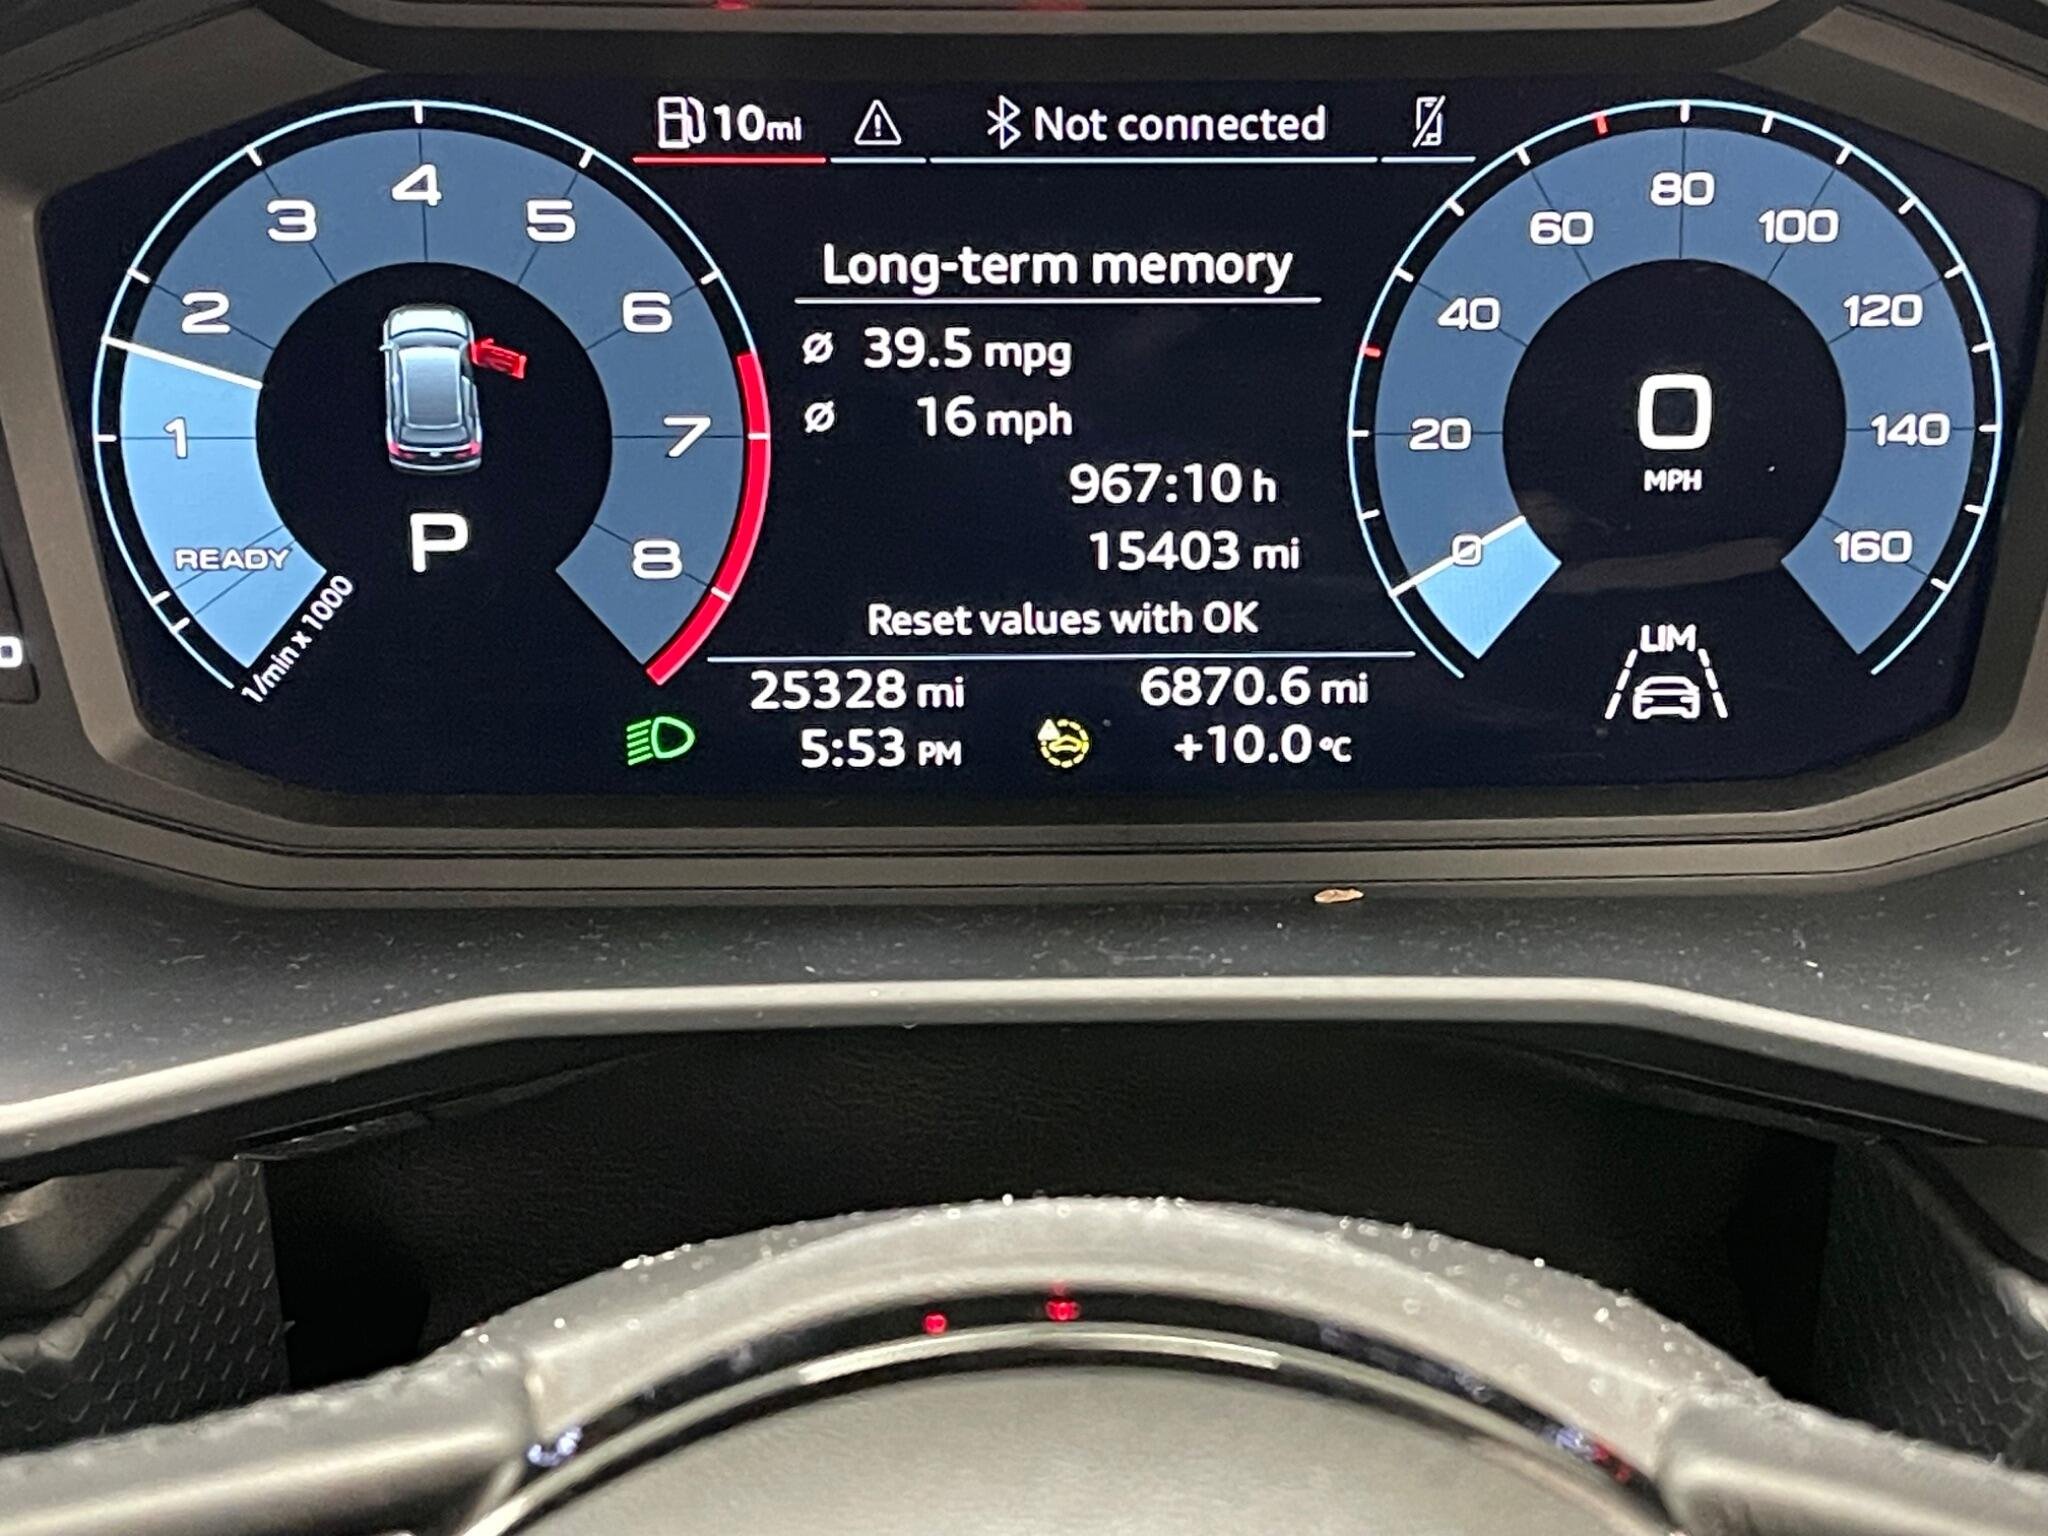 10mi
Not connected
Long-term memory
ø 39.5 mpg
ø 16 mph
967:10 h
15403 mi
Reset values with OK
25328 mi 6870.6 mi
5:53 PM +10.0 °C
READY
1
2
3
4
5
6
7
8
1/min x 1000
P
0
20
40
60
80
100
120
140
160
0
MPH
LIM